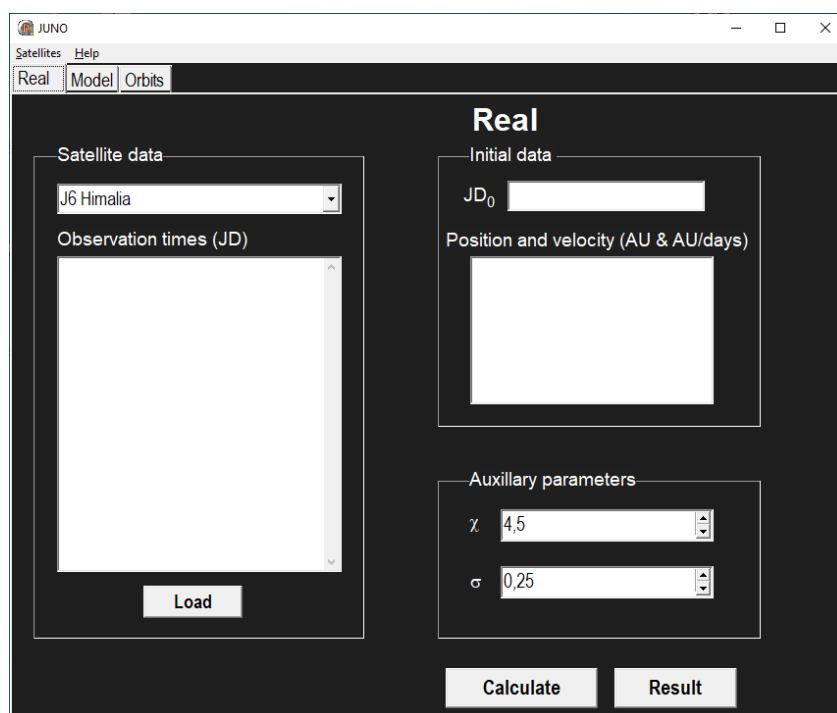 JUNO
Satellites Help
Real Model Orbits
Real
Satellite data
J6 Himalia
Observation times (JD)
Load
Initial data
JD0
Position and velocity (AU & AU/days)
Auxillary parameters
χ 4,5
σ 0,25
Calculate Result